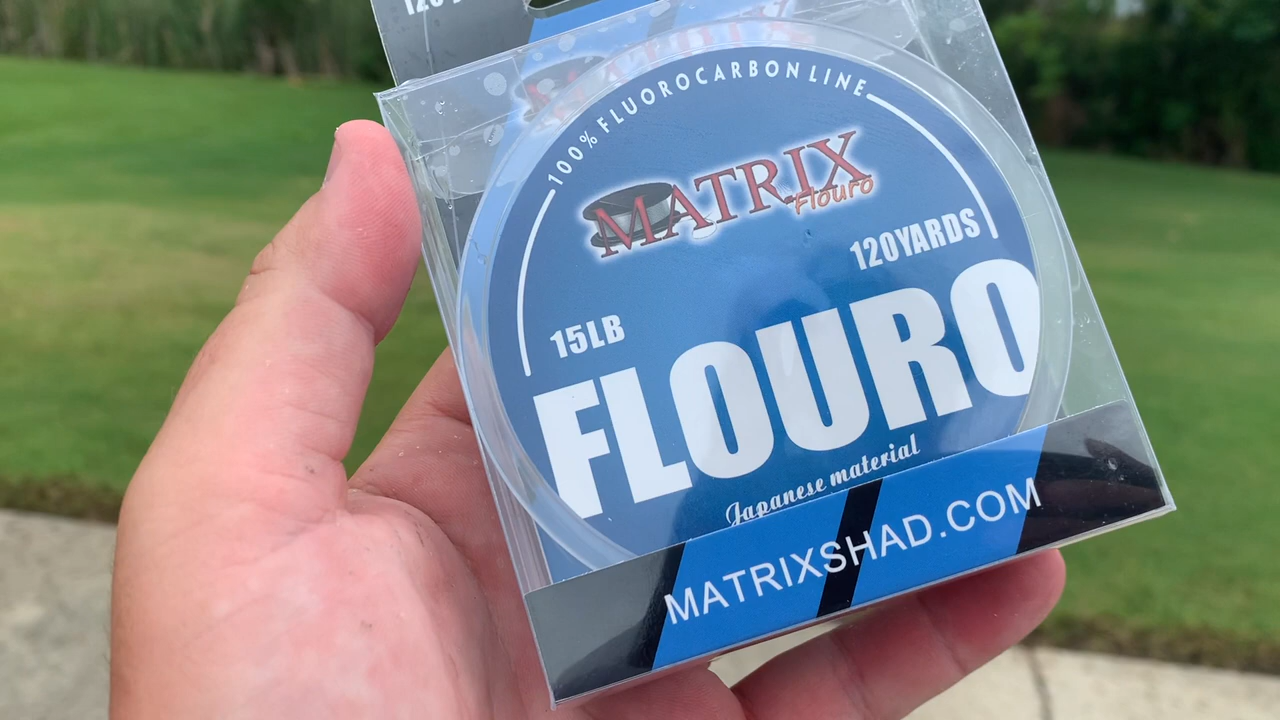 100% FLUOROCARBON LINE
MATRIX
Flouro
120YARDS
15LB
FLOURO
Japanese material
MATRIXSHAD.COM